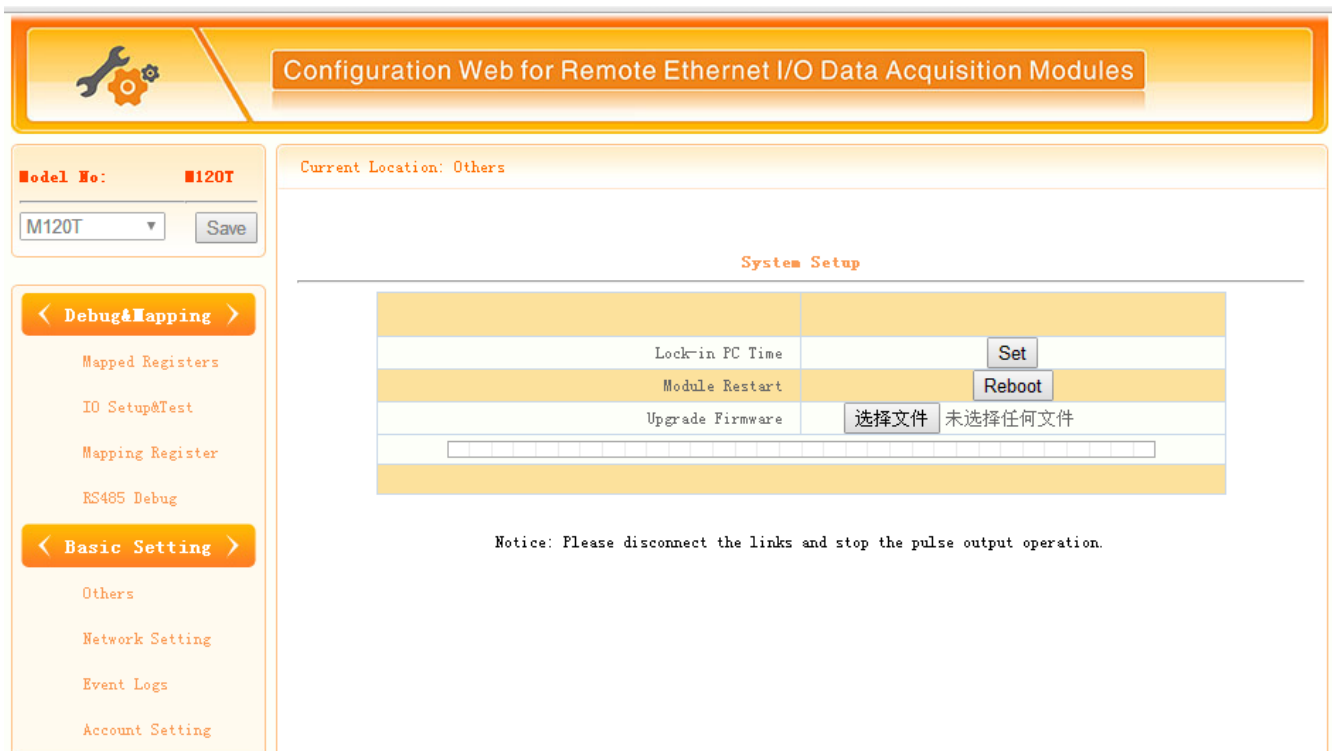 Configuration Web for Remote Ethernet I/O Data Acquisition Modules
Model No: M120T
M120T Save
Current Location: Others
System Setup
Lock-in PC Time Set
Module Restart Reboot
Upgrade Firmware 选择文件 未选择任何文件
Notice: Please disconnect the links and stop the pulse output operation.
Debug&Mapping
Mapped Registers
IO Setup&Test
Mapping Register
RS485 Debug
Basic Setting
Others
Network Setting
Event Logs
Account Setting